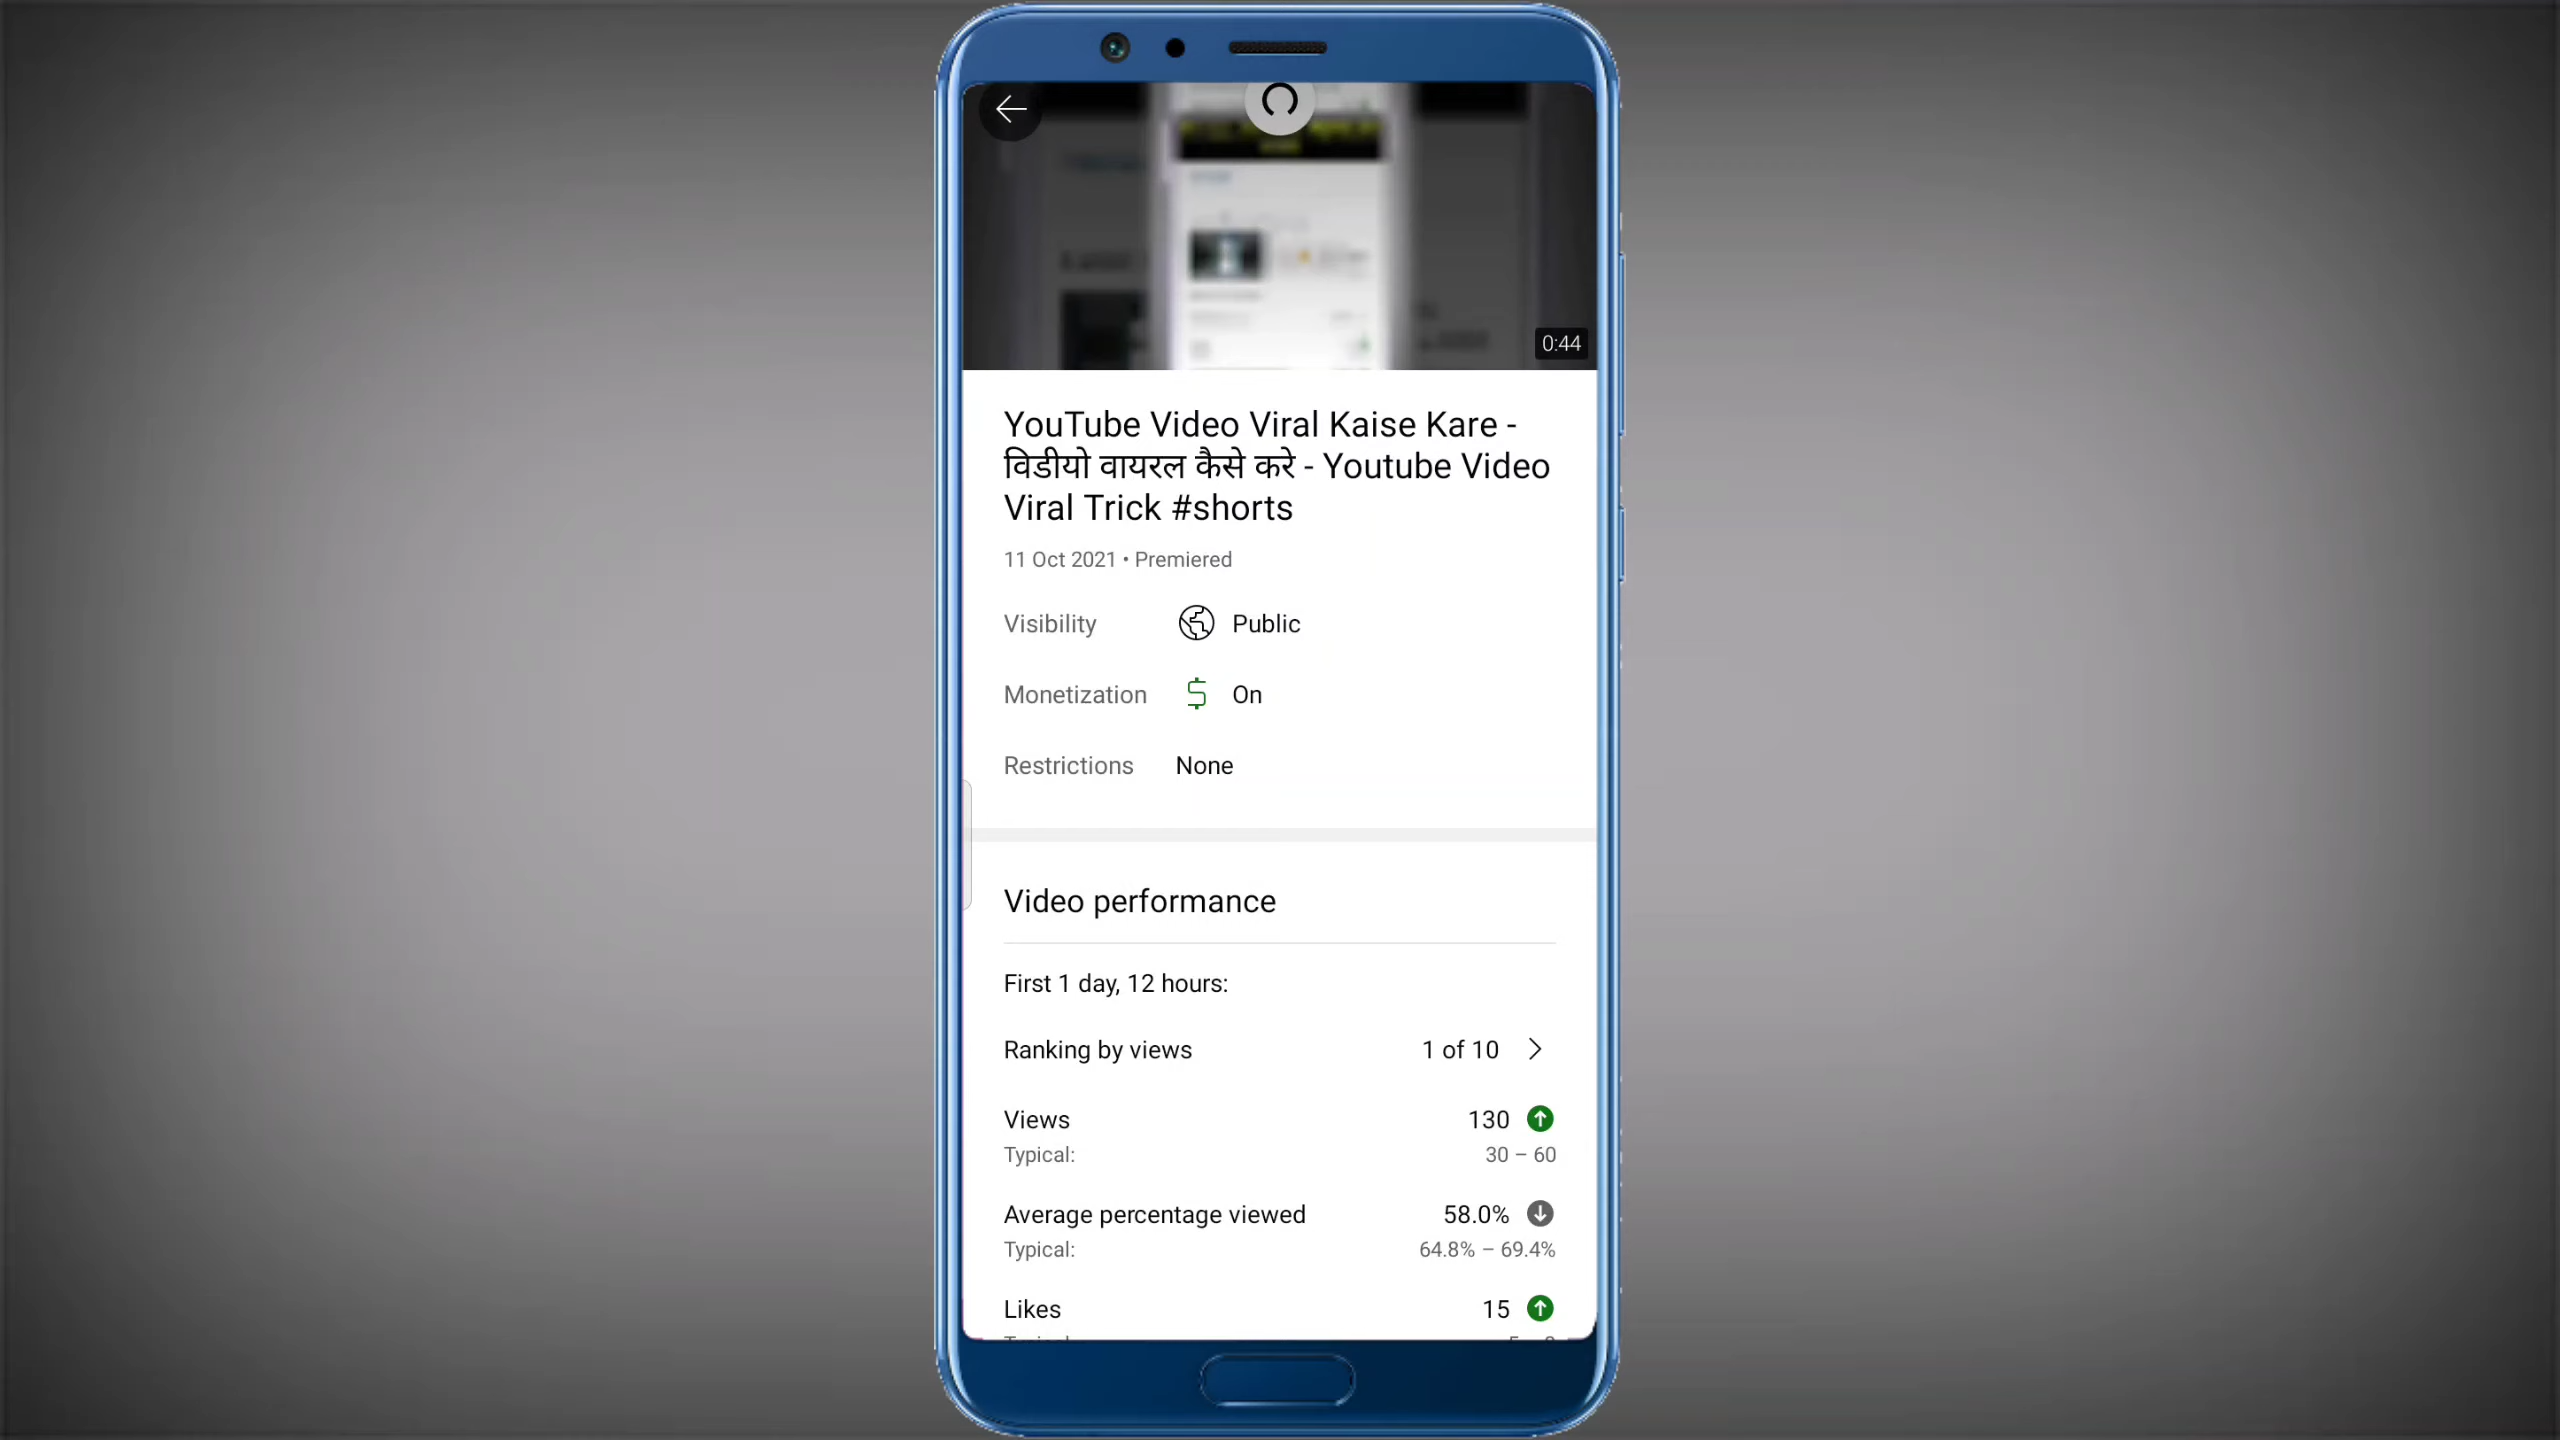 0:44
YouTube Video Viral Kaise Kare -
विडीयो वायरल कैसे करे - Youtube Video
Viral Trick #shorts
11 Oct 2021 • Premiered
Visibility Public
Monetization On
Restrictions None
Video performance
First 1 day, 12 hours:
Ranking by views 1 of 10
Views 130
Typical: 30 – 60
Average percentage viewed 58.0%
Typical: 64.8% – 69.4%
Likes 15